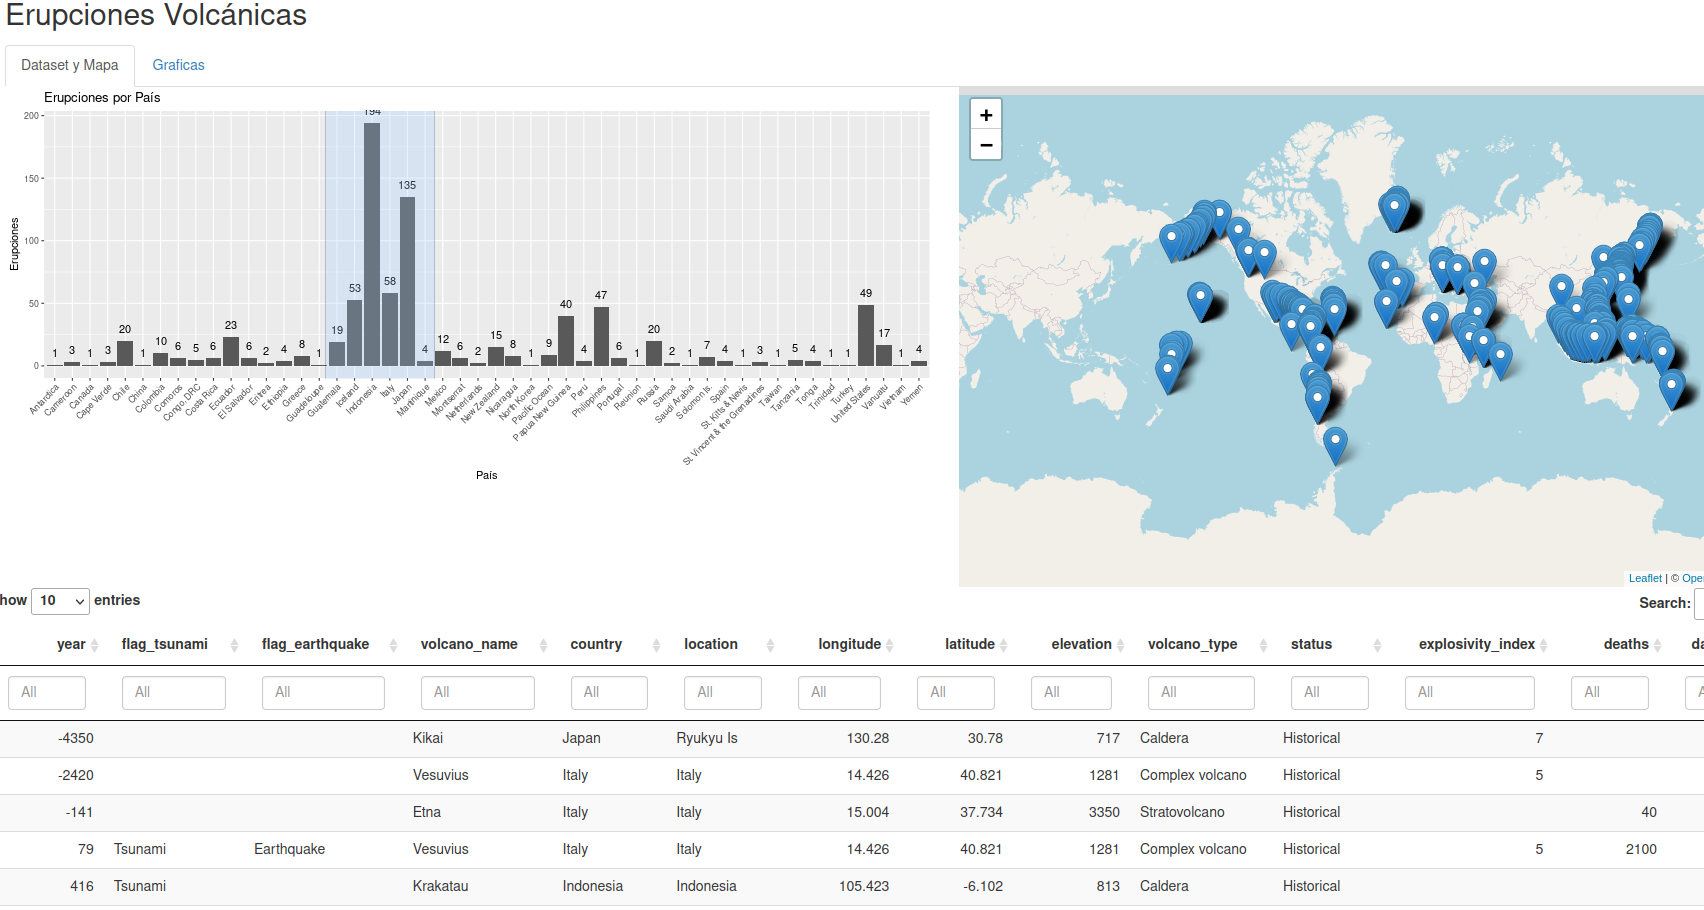 Erupciones Volcánicas
Dataset y Mapa Graficas
Erupciones por País
Erupciones
200
150
100
50
0
1 3 1 3 20 1 10 6 5 6 23 6 2 4 8 1 19 53 194 58 135 4 12 6 2 15 8 1 9 40 4 47 6 1 20 2 1 7 4 1 3 1 5 4 1 1 49 17 1 4
Antarctica Cameroon Canada Cape Verde Chile China Colombia Comoros Congo, DRC Costa Rica Ecuador El Salvador Eritrea Ethiopia Greece Guadeloupe Guatemala Iceland Indonesia Italy Japan Martinique Mexico Montserrat Netherlands New Zealand Nicaragua North Korea Pacific Ocean Papua New Guinea Peru Philippines Portugal Reunion Russia Samoa Saudi Arabia Solomon Is. Spain St. Kitts & Nevis St. Vincent & the Grenadines Taiwan Tanzania Tonga Trinidad Turkey United States Vanuatu Vietnam Yemen
País
+
−
Leaflet | © Ope
how 10 entries
Search:
year flag_tsunami flag_earthquake volcano_name country location longitude latitude elevation volcano_type status explosivity_index deaths da
All All All All All All All All All All All All All A
-4350 Kikai Japan Ryukyu Is 130.28 30.78 717 Caldera Historical 7
-2420 Vesuvius Italy Italy 14.426 40.821 1281 Complex volcano Historical 5
-141 Etna Italy Italy 15.004 37.734 3350 Stratovolcano Historical 40
79 Tsunami Earthquake Vesuvius Italy Italy 14.426 40.821 1281 Complex volcano Historical 5 2100
416 Tsunami Krakatau Indonesia Indonesia 105.423 -6.102 813 Caldera Historical